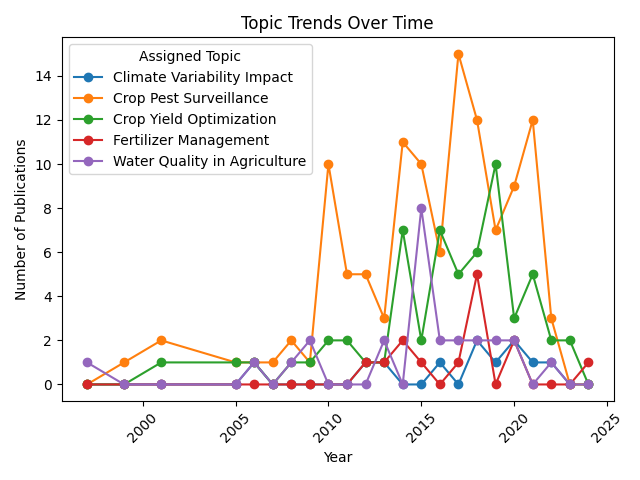 Topic Trends Over Time
Assigned Topic
Climate Variability Impact
Crop Pest Surveillance
Crop Yield Optimization
Fertilizer Management
Water Quality in Agriculture
Number of Publications
14
12
10
8
6
4
2
0
2000
2005
2010
2015
2020
2025
Year